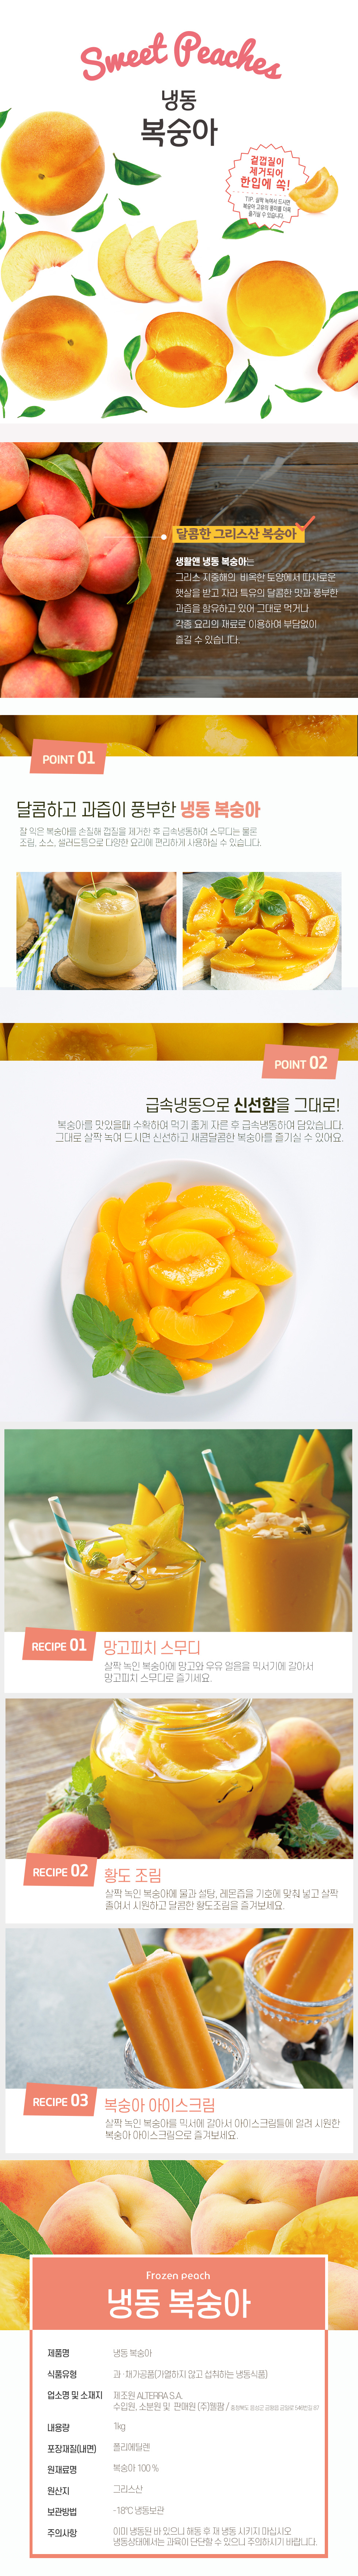 Sweet Peaches
냉동
복숭아
겉껍질이
제거되어
한입에 쏙!
TIP. 살짝 녹여서 드시면
복숭아 고유의 풍미를 더욱
즐기실 수 있습니다.
달콤한 그리스산 복숭아
생활앤 냉동 복숭아는
그리스 지중해의 비옥한 토양에서 따사로운
햇살을 받고 자라 특유의 달콤한 맛과 풍부한
과즙을 함유하고 있어 그대로 먹거나
각종 요리의 재료로 이용하여 부담없이
즐길 수 있습니다.
POINT 01
달콤하고 과즙이 풍부한 냉동 복숭아
잘 익은 복숭아를 손질해 껍질을 제거한 후 급속냉동하여 스무디는 물론
조림, 소스, 샐러드등으로 다양한 요리에 편리하게 사용하실 수 있습니다.
POINT 02
급속냉동으로 신선함을 그대로!
복숭아를 맛있을때 수확하여 먹기 좋게 자른 후 급속냉동하여 담았습니다.
그대로 살짝 녹여 드시면 신선하고 새콤달콤한 복숭아를 즐기실 수 있어요.
RECIPE 01
망고피치 스무디
살짝 녹인 복숭아에 망고와 우유 얼음을 믹서기에 갈아서
망고피치 스무디로 즐기세요.
RECIPE 02
황도 조림
살짝 녹인 복숭아에 물과 설탕, 레몬즙을 기호에 맞춰 넣고 살짝
졸여서 시원하고 달콤한 황도조림을 즐겨보세요.
RECIPE 03
복숭아 아이스크림
살짝 녹인 복숭아를 믹서에 갈아서 아이스크림틀에 얼려 시원한
복숭아 아이스크림으로 즐겨보세요.
Frozen peach
냉동 복숭아
제품명 냉동 복숭아
식품유형 과·채가공품(가열하지 않고 섭취하는 냉동식품)
업소명 및 소재지 제조원 ALTERRA S.A.
수입원, 소분원 및 판매원 (주)웰팜 /
내용량 1kg
포장재질(내면) 폴리에틸렌
원재료명 복숭아 100 %
원산지 그리스산
보관방법 -18℃ 냉동보관
주의사항 이미 냉동된 바 있으니 해동 후 재 냉동 시키지 마십시오
냉동상태에서는 과육이 단단할 수 있으니 주의하시기 바랍니다.